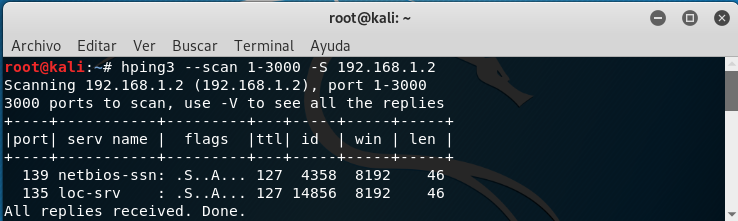 root@kali: ~
Archivo Editar Ver Buscar Terminal Ayuda
root@kali:~# hping3 --scan 1-3000 -S 192.168.1.2
Scanning 192.168.1.2 (192.168.1.2), port 1-3000
3000 ports to scan, use -V to see all the replies
+----+-----------+---------+---+-----+-----+-----+
|port| serv name |  flags  |ttl| id  | win | len |
+----+-----------+---------+---+-----+-----+-----+
  139 netbios-ssn: .S..A... 127  4358  8192    46
  135 loc-srv    : .S..A... 127 14856  8192    46
All replies received. Done.